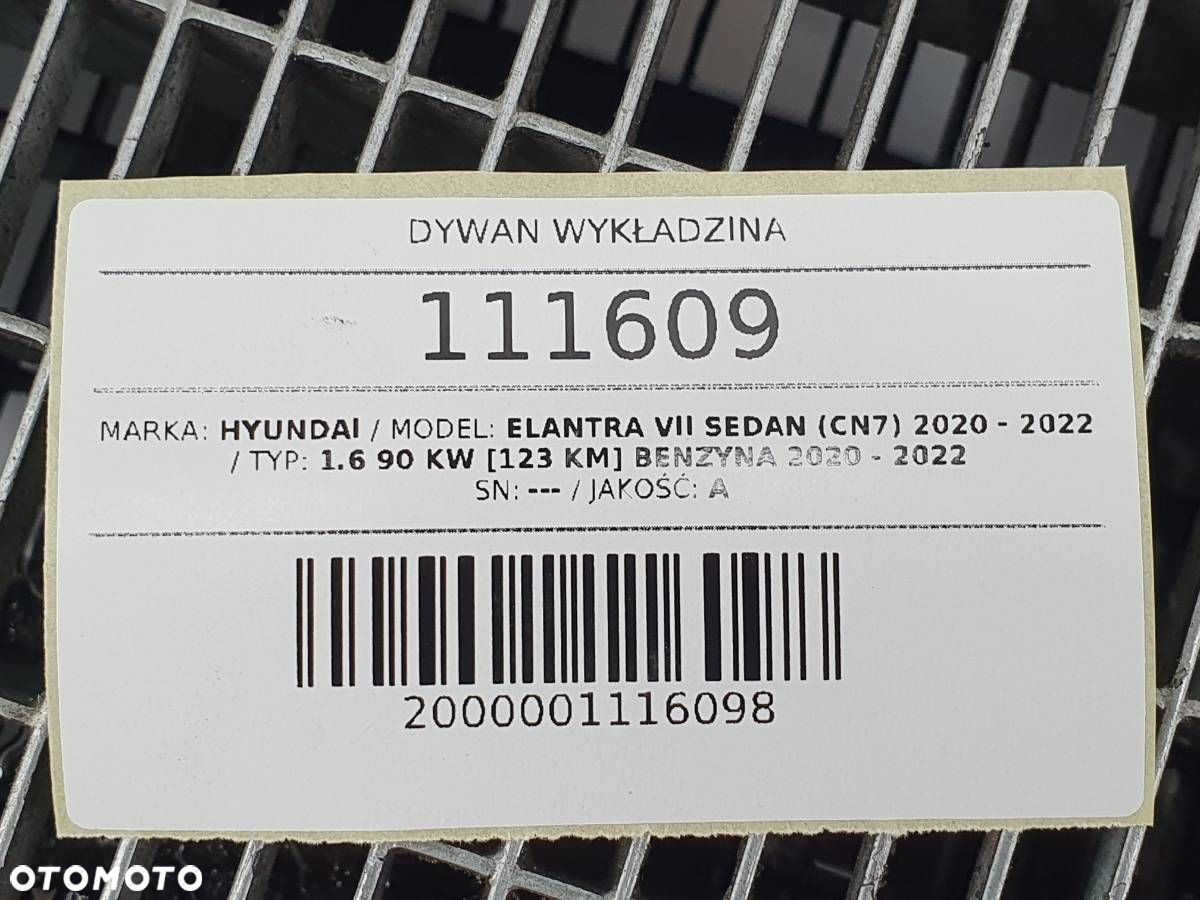 DYWAN WYKŁADZINA
111609
MARKA: HYUNDAI / MODEL: ELANTRA VII SEDAN (CN7) 2020 - 2022
/ TYP: 1.6 90 KW [123 KM] BENZYNA 2020 - 2022
SN: --- / JAKOŚĆ: A
2000001116098
OTOMOTO